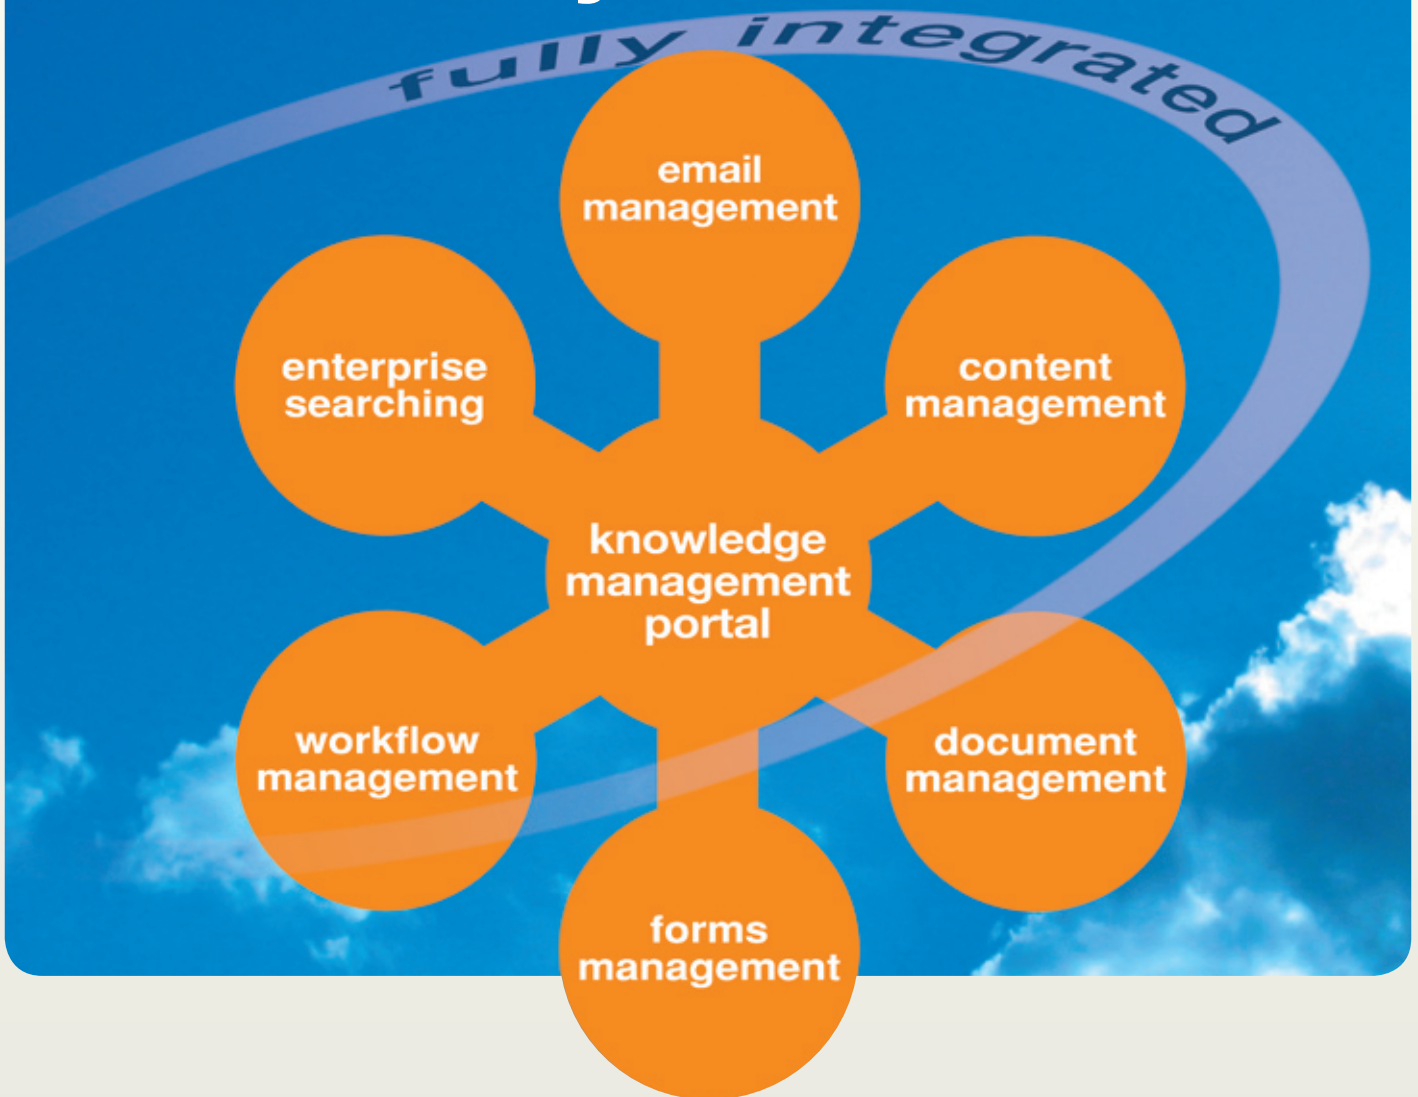 fully integrated
email
management
enterprise
searching
content
management
knowledge
management
portal
workflow
management
document
management
forms
management